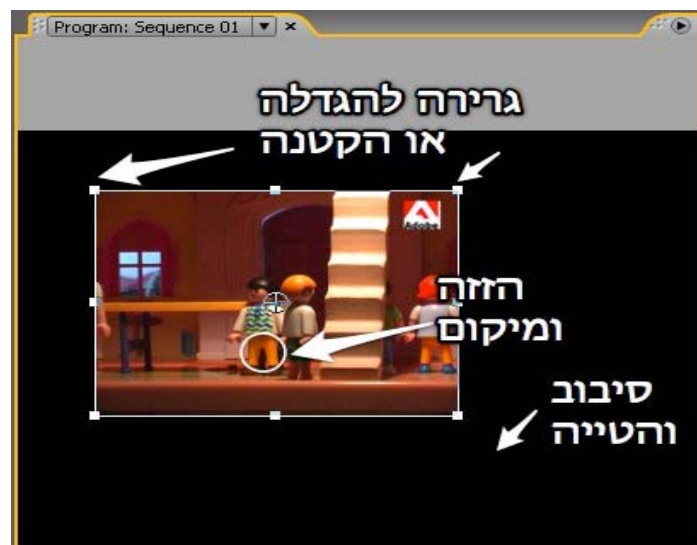 Program: Sequence 01
גרירה להגדלה
או הקטנה
Adobe
הזזה
ומיקום
סיבוב
והטייה